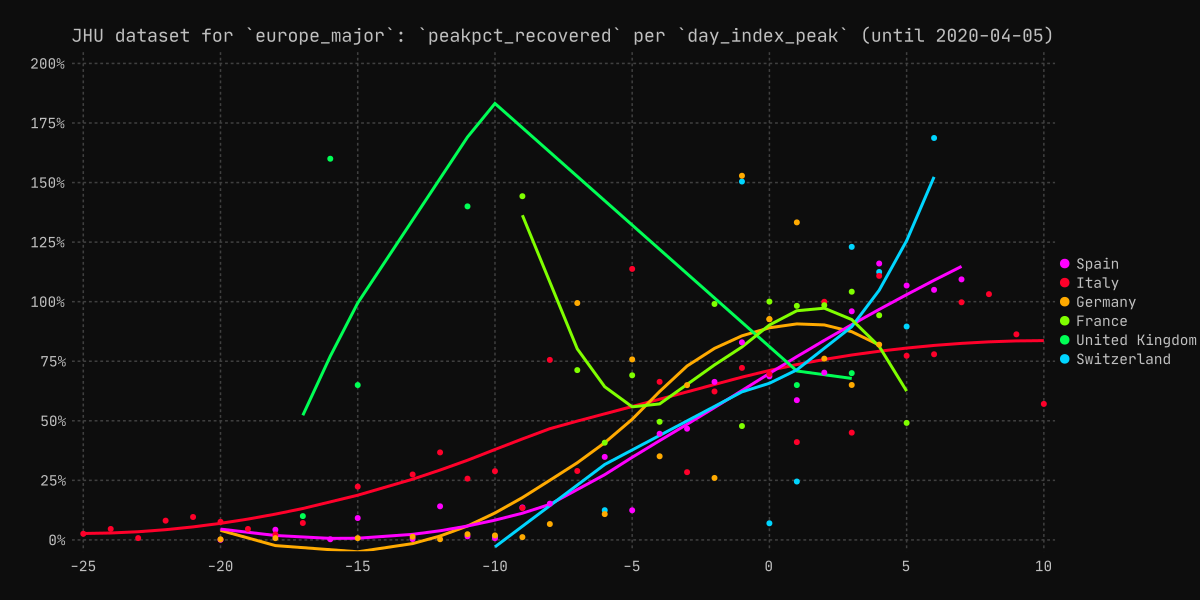 JHU dataset for `europe_major`: `peakpct_recovered` per `day_index_peak` (until 2020-04-05)
200%
175%
150%
125%
100%
75%
50%
25%
0%
-25
-20
-15
-10
-5
0
5
10
Spain
Italy
Germany
France
United Kingdom
Switzerland